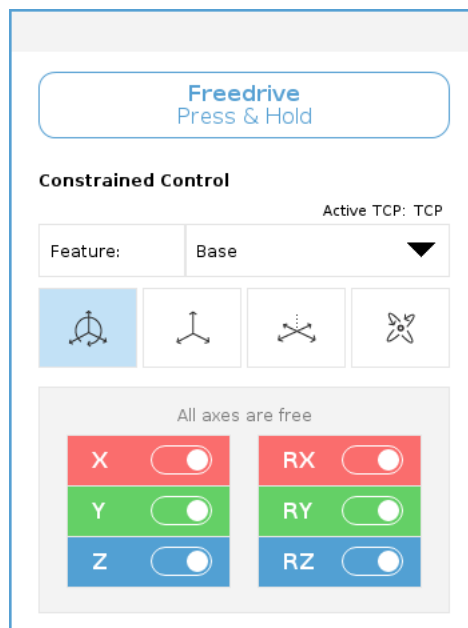 Freedrive
Press & Hold
Constrained Control
Active TCP: TCP
Feature: Base
All axes are free
X RX
Y RY
Z RZ